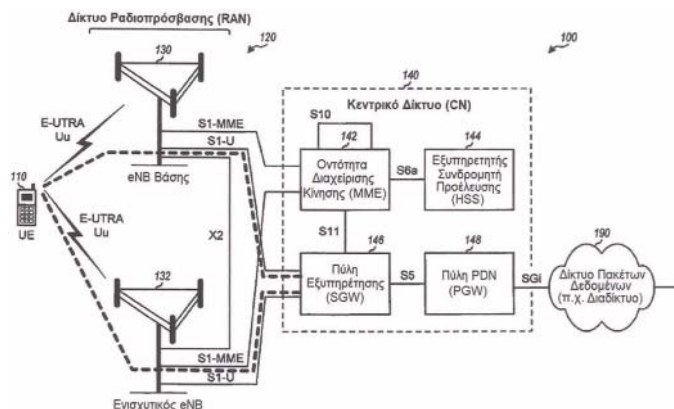 Δίκτυο Ραδιοπρόσβασης (RAN)
120
100
130
140
Κεντρικό Δίκτυο (CN)
S10
E-UTRA
Uu
S1-MME
S1-U
142
Οντότητα
Διαχείρισης
Κίνησης (MME)
S6a
144
Εξυπηρετητής
Συνδρομητή
Προέλευσης
(HSS)
eNB Βάσης
110
UE
E-UTRA
Uu
X2
S11
132
146
Πύλη
Εξυπηρέτησης
(SGW)
S5
148
Πύλη PDN
(PGW)
SGi
190
Δίκτυο Πακέτων
Δεδομένων
(π.χ. Διαδίκτυο)
S1-MME
S1-U
Ενισχυτικός eNB